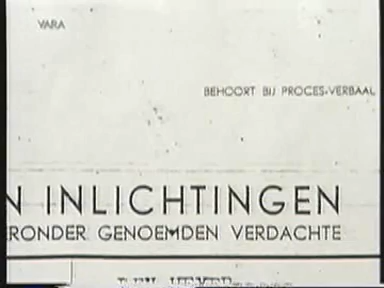 VARA
BEHOORT BIJ PROCES-VERBAAL
N INLICHTINGEN
RONDER GENOEMDEN VERDACHTE